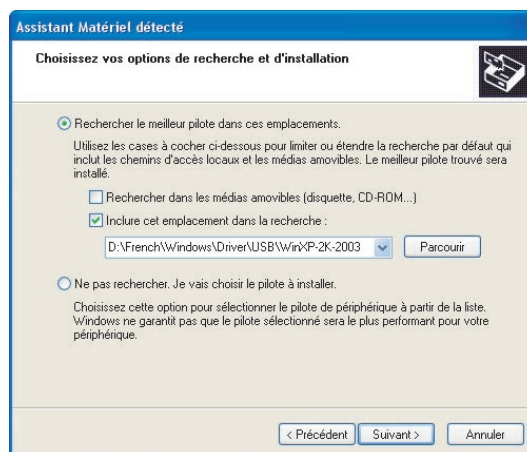 Assistant Matériel détecté
Choisissez vos options de recherche et d'installation
Rechercher le meilleur pilote dans ces emplacements.
Utilisez les cases à cocher ci-dessous pour limiter ou étendre la recherche par défaut qui
inclut les chemins d'accès locaux et les médias amovibles. Le meilleur pilote trouvé sera
installé.
Rechercher dans les médias amovibles (disquette, CD-ROM...)
Inclure cet emplacement dans la recherche :
D:\French\Windows\Driver\USB\WinXP-2K-2003
Parcourir
Ne pas rechercher. Je vais choisir le pilote à installer.
Choisissez cette option pour sélectionner le pilote de périphérique à partir de la liste.
Windows ne garantit pas que le pilote sélectionné sera le plus performant pour votre
périphérique.
< Précédent
Suivant >
Annuler